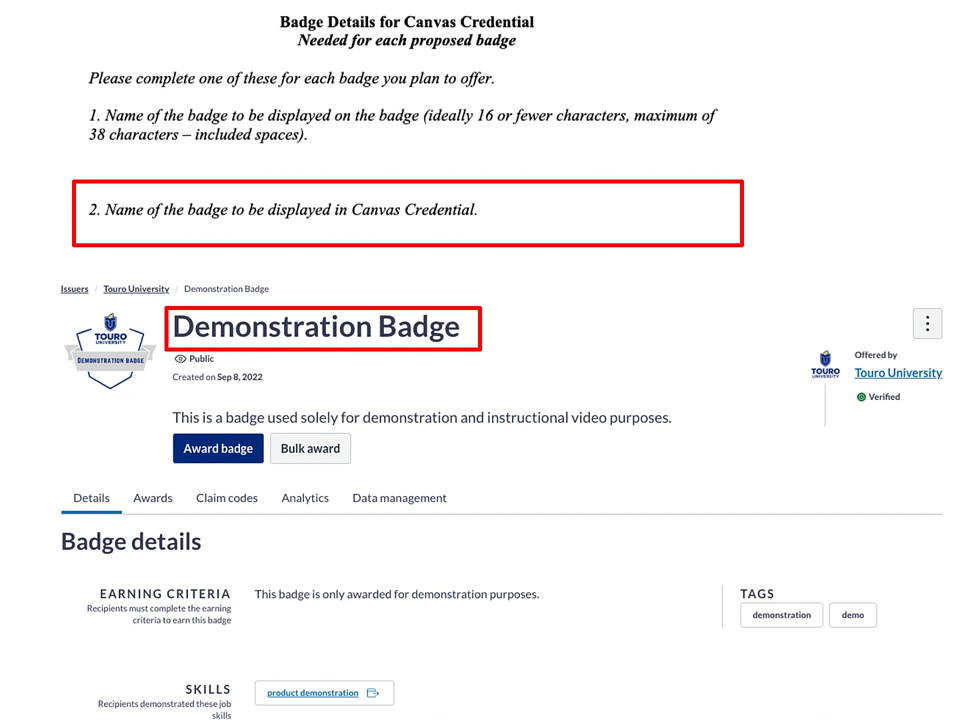 Badge Details for Canvas Credential
Needed for each proposed badge
Please complete one of these for each badge you plan to offer.
1. Name of the badge to be displayed on the badge (ideally 16 or fewer characters, maximum of
38 characters – included spaces).
2. Name of the badge to be displayed in Canvas Credential.
Issuers / Touro University / Demonstration Badge
TOURO
UNIVERSITY
DEMONSTRATION BADGE
Demonstration Badge
Public
Created on Sep 8, 2022
TOURO
UNIVERSITY
Offered by
Touro University
Verified
This is a badge used solely for demonstration and instructional video purposes.
Award badge
Bulk award
Details
Awards
Claim codes
Analytics
Data management
Badge details
EARNING CRITERIA
Recipients must complete the earning
criteria to earn this badge
This badge is only awarded for demonstration purposes.
TAGS
demonstration
demo
SKILLS
Recipients demonstrated these job
skills
product demonstration